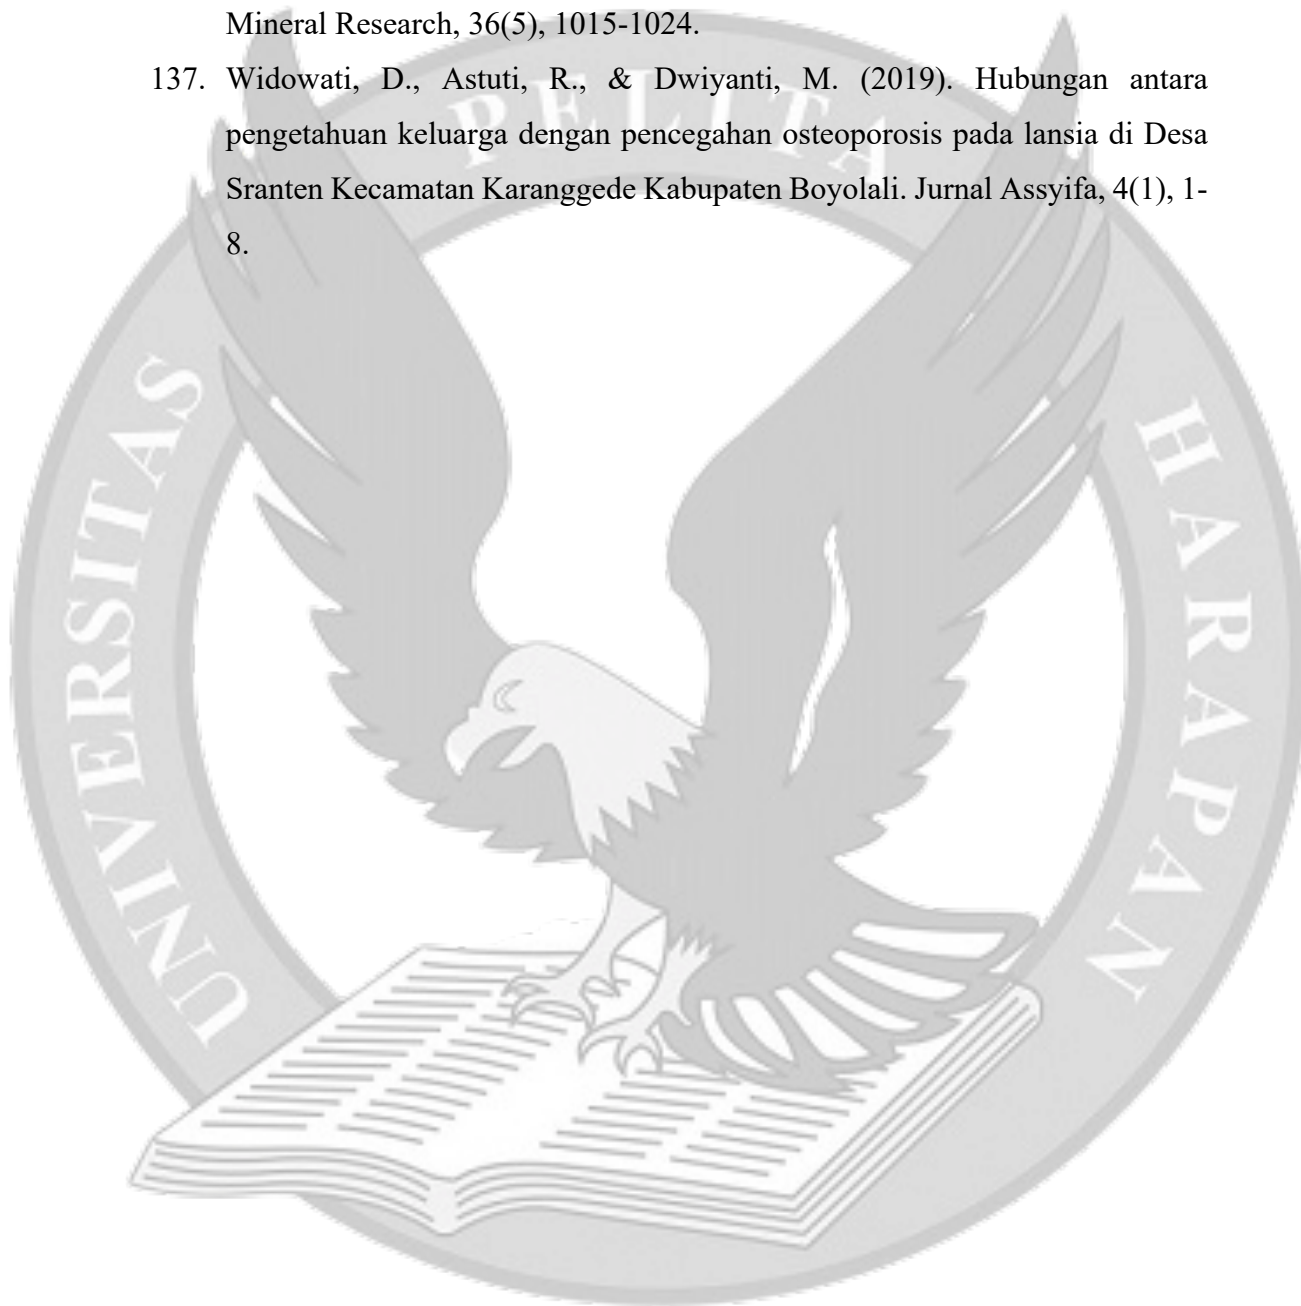 Mineral Research, 36(5), 1015-1024.
137. Widowati, D., Astuti, R., & Dwiyanti, M. (2019). Hubungan antara
pengetahuan keluarga dengan pencegahan osteoporosis pada lansia di Desa
Sranten Kecamatan Karanggede Kabupaten Boyolali. Jurnal Assyifa, 4(1), 1-
8.
UNIVERSITAS PELITA HARAPAN